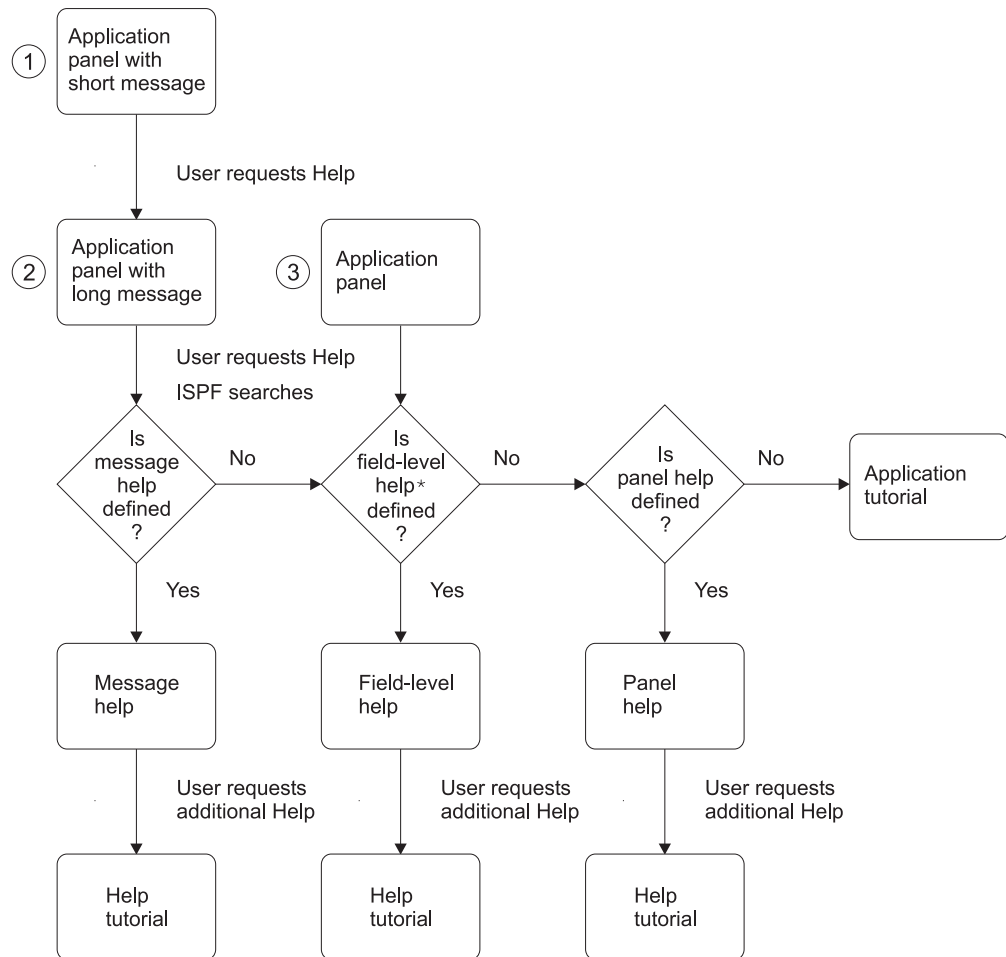 1
Application
panel with
short message
User requests Help
2
Application
panel with
long message
3
Application
panel
User requests Help
ISPF searches
Is
message
help
defined
?
No
Is
field-level
help*
defined
?
No
Is
panel help
defined
?
No
Application
tutorial
Yes
Yes
Yes
Message
help
Field-level
help
Panel
help
User requests
additional Help
User requests
additional Help
User requests
additional Help
Help
tutorial
Help
tutorial
Help
tutorial